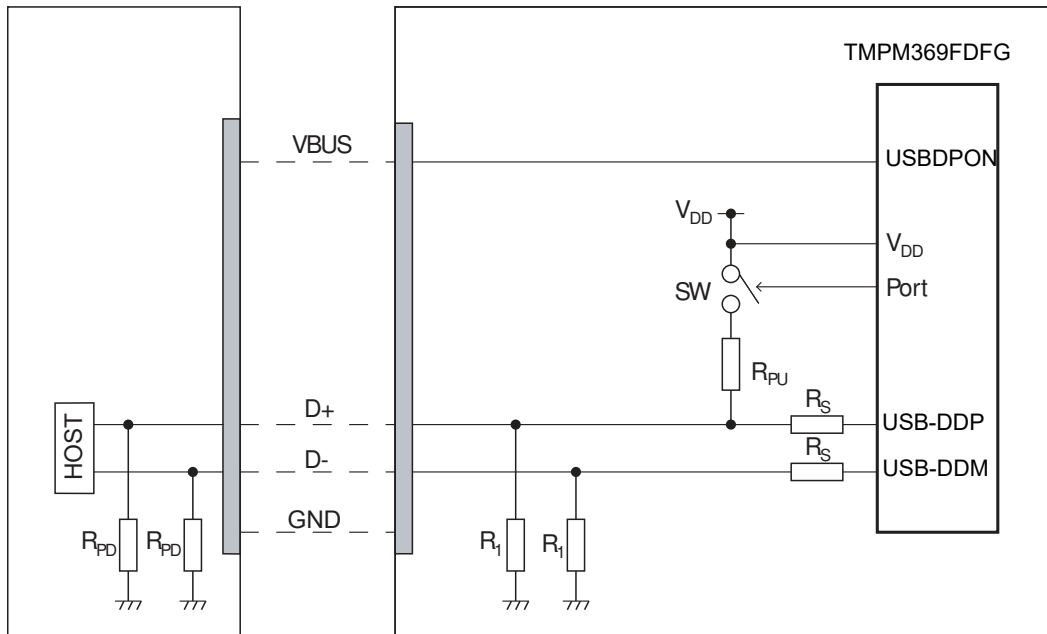 TMPM369FDFG
VBUS
USBDPON
VDD
VDD
SW
Port
RPU
D+
RS
USB-DDP
HOST
D-
RS
USB-DDM
GND
RPD
RPD
R1
R1